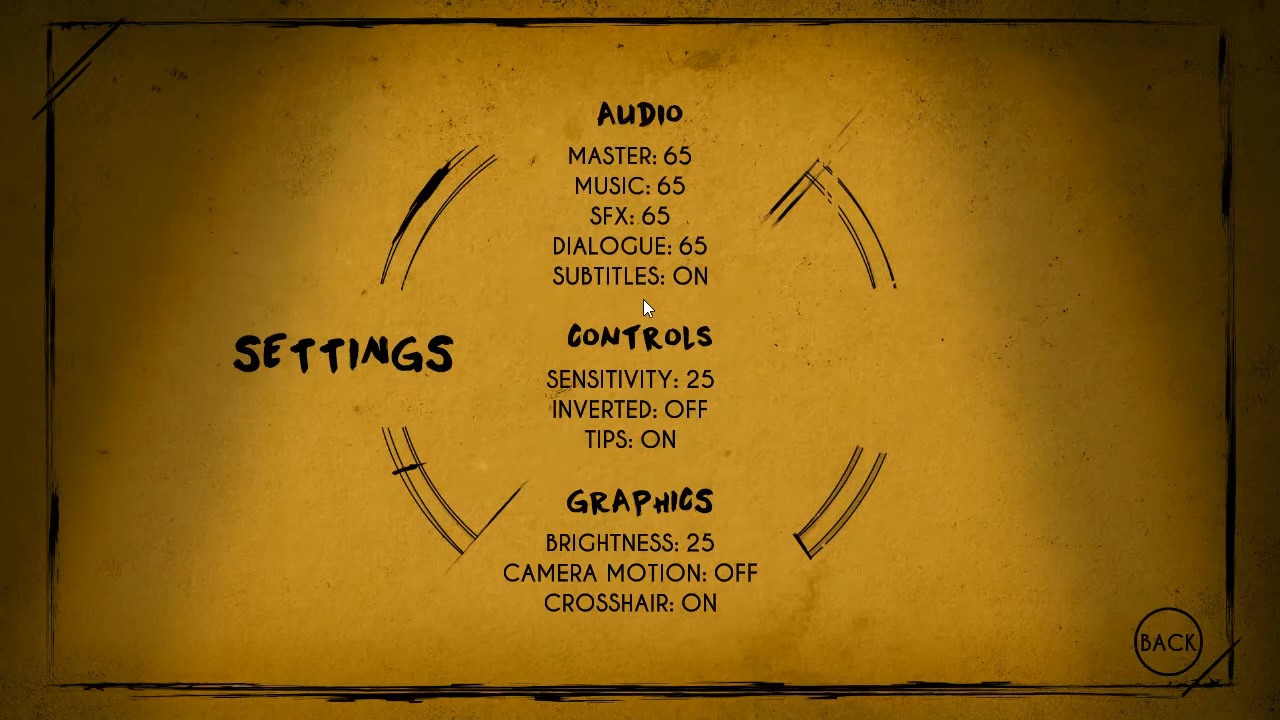 AUDIO
MASTER: 65
MUSIC: 65
SFX: 65
DIALOGUE: 65
SUBTITLES: ON
SETTINGS
CONTROLS
SENSITIVITY: 25
INVERTED: OFF
TIPS: ON
GRAPHICS
BRIGHTNESS: 25
CAMERA MOTION: OFF
CROSSHAIR: ON
BACK